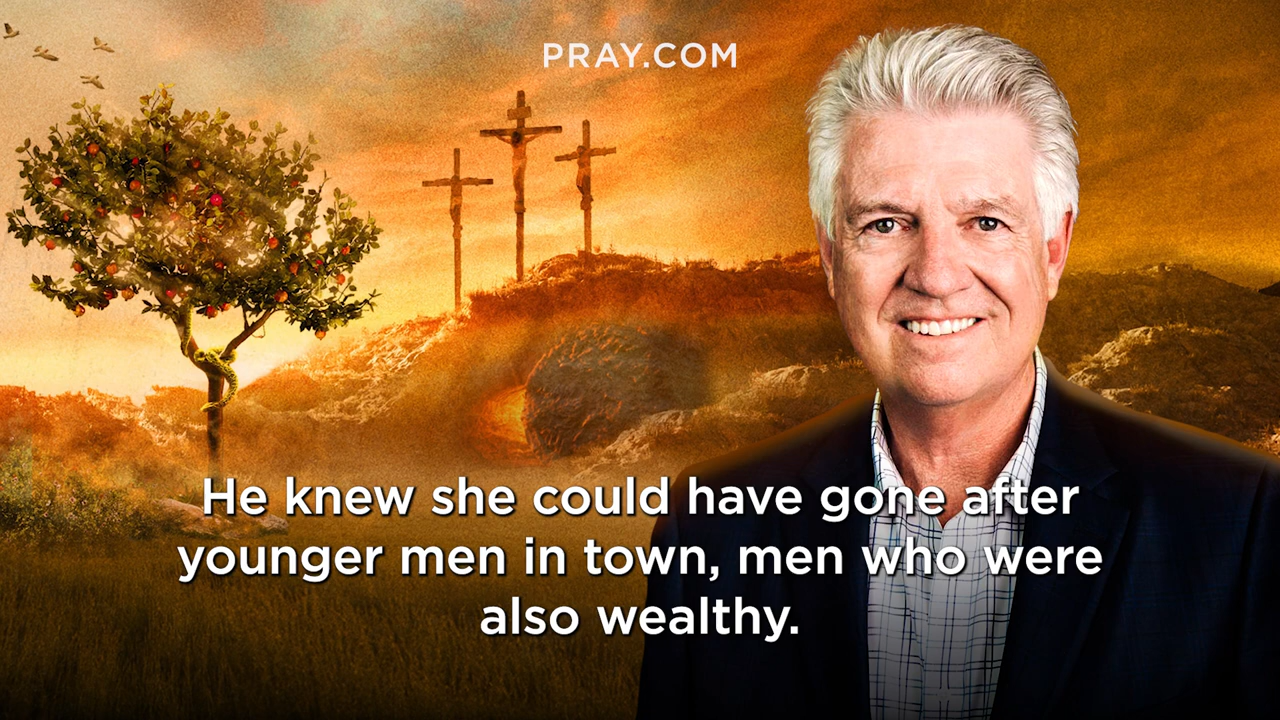 PRAY.COM
He knew she could have gone after
younger men in town, men who were
also wealthy.